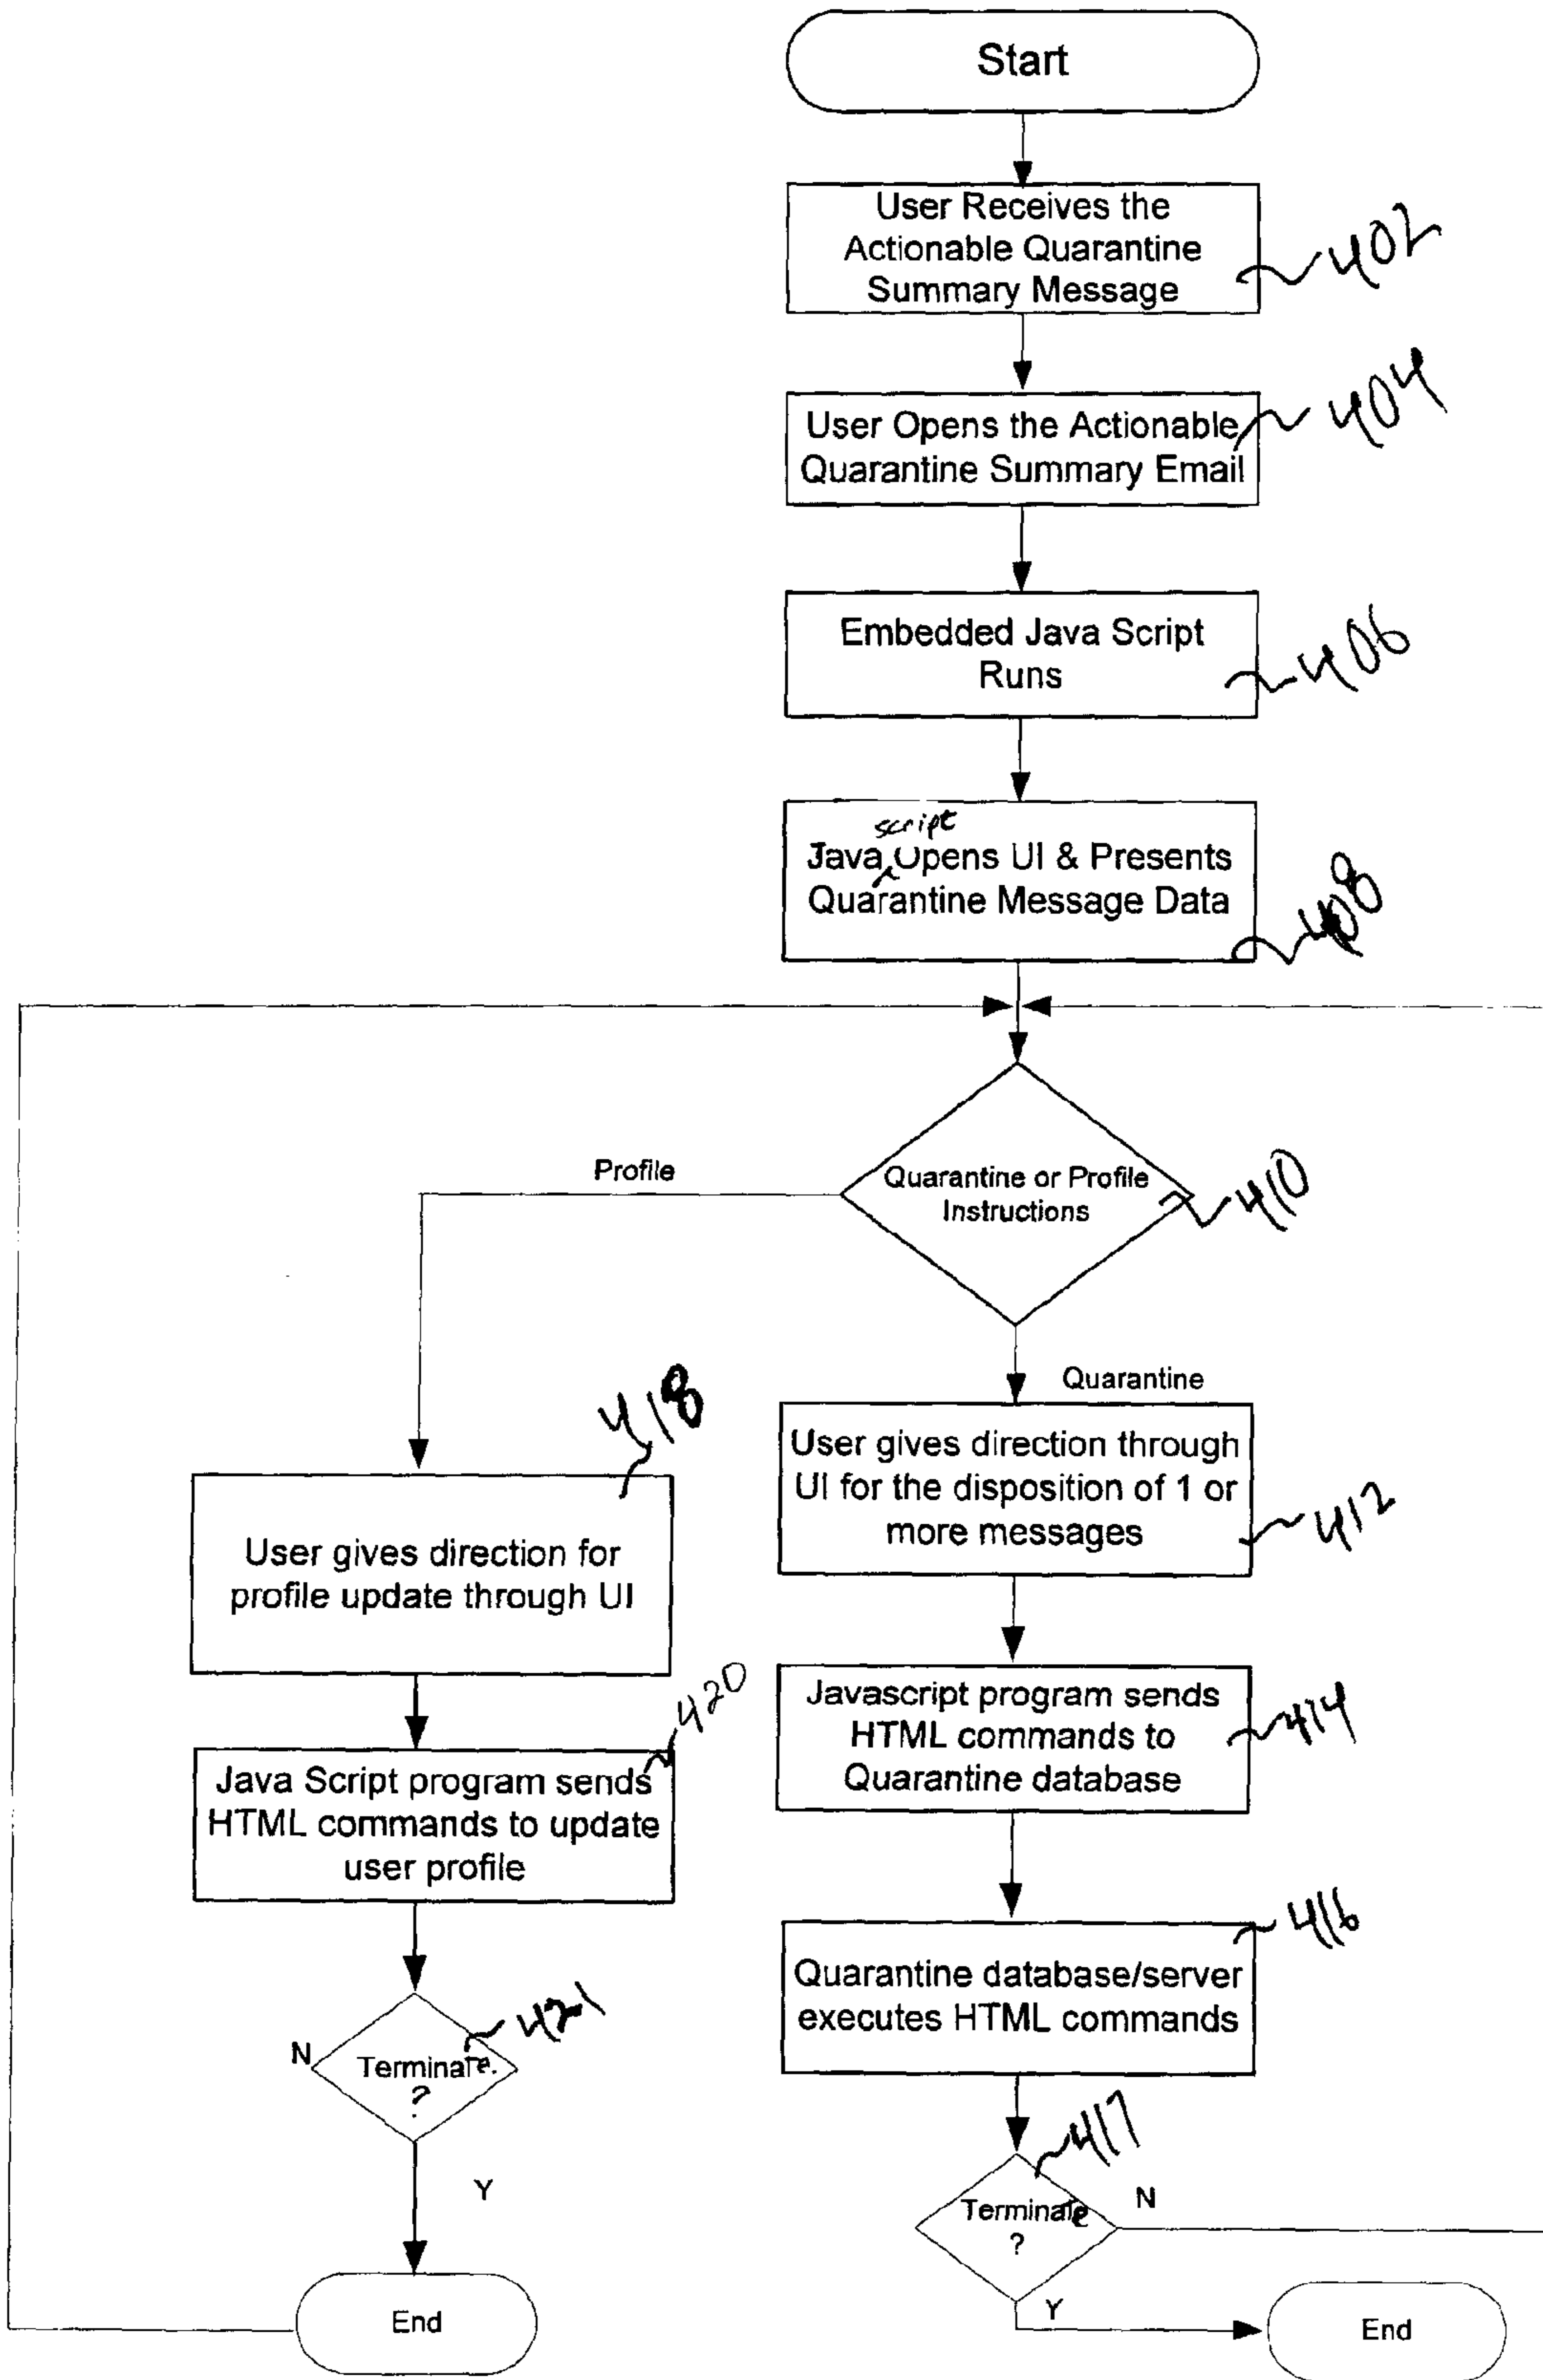 Start
User Receives the
Actionable Quarantine
Summary Message
402
User Opens the Actionable
Quarantine Summary Email
404
Embedded Java Script
Runs
406
script
Java Opens UI & Presents
Quarantine Message Data
408
Quarantine or Profile
Instructions
410
Profile
Quarantine
418
User gives direction for
profile update through UI
User gives direction through
UI for the disposition of 1 or
more messages
412
420
Java Script program sends
HTML commands to update
user profile
Javascript program sends
HTML commands to
Quarantine database
414
416
Quarantine database/server
executes HTML commands
421
N
Terminate
?
Y
End
417
Terminate
?
N
Y
End